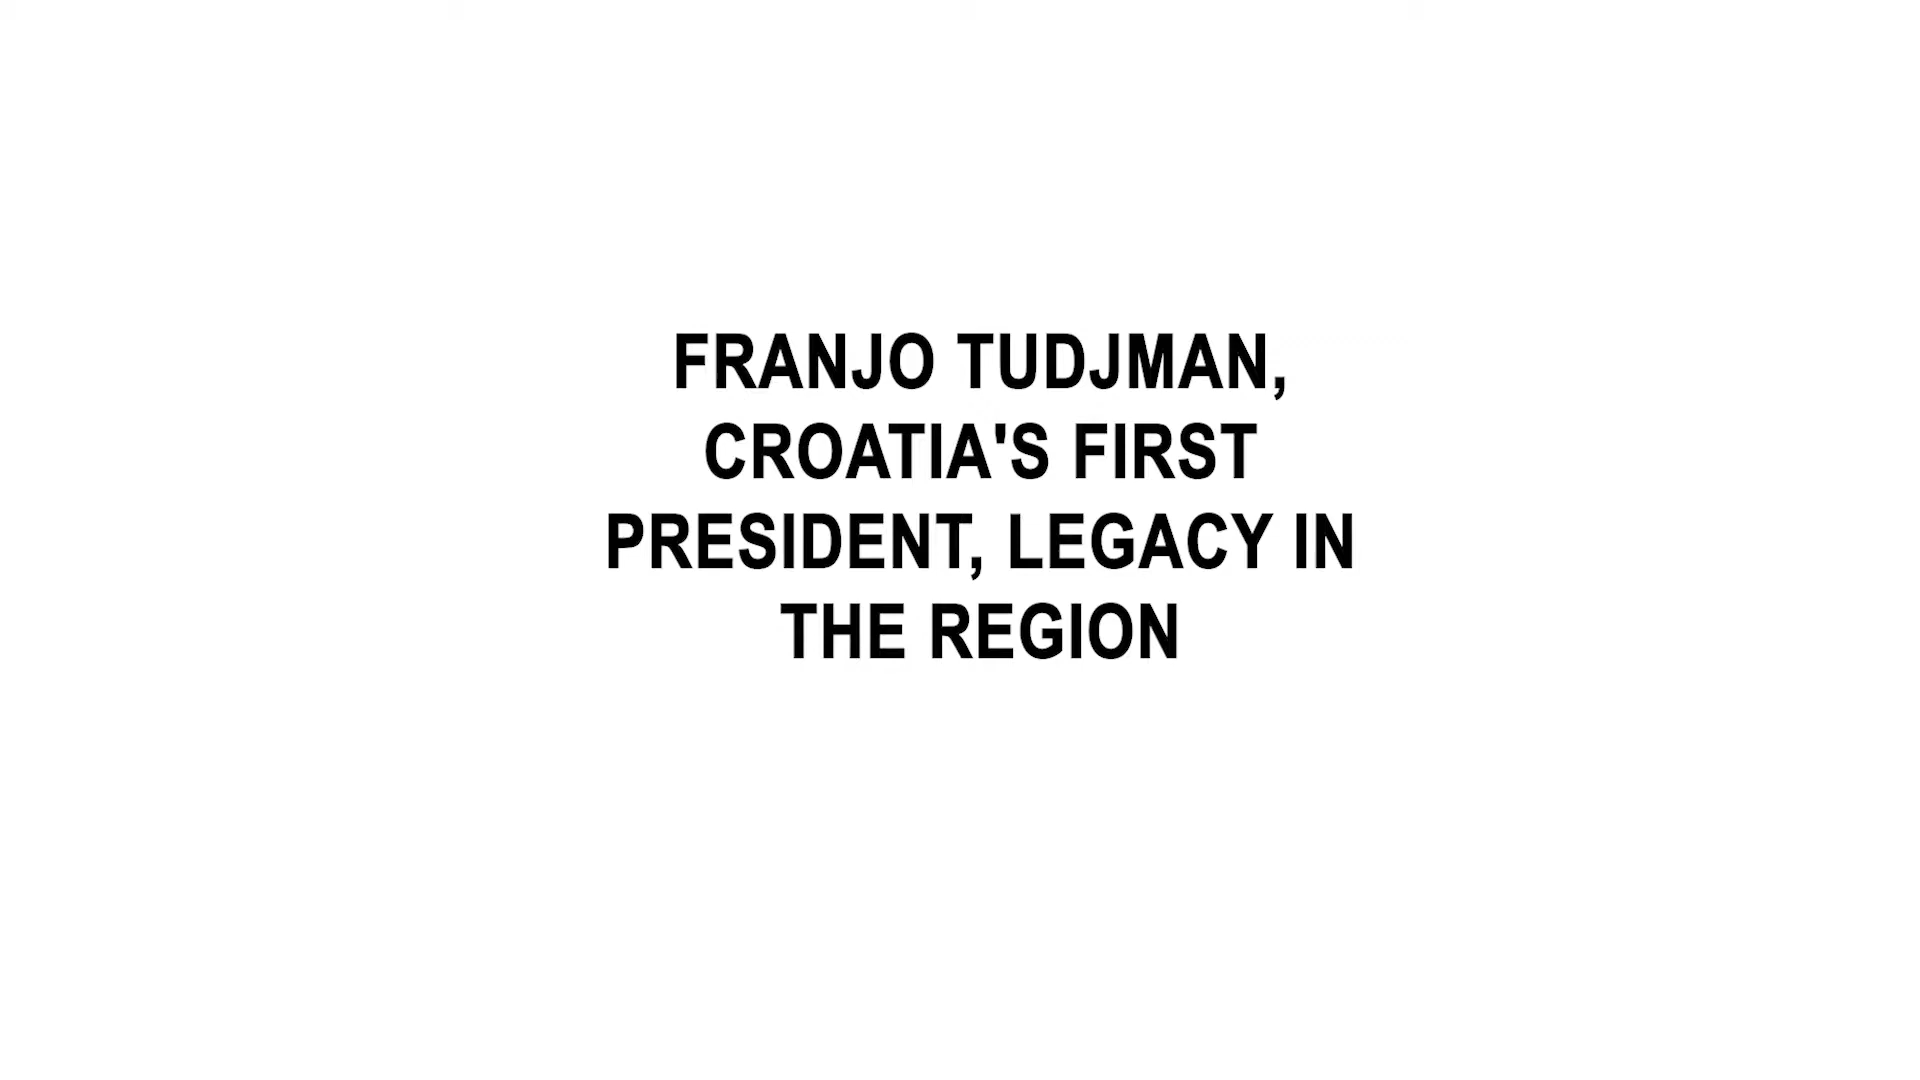 FRANJO TUDJMAN,
CROATIA'S FIRST
PRESIDENT, LEGACY IN
THE REGION